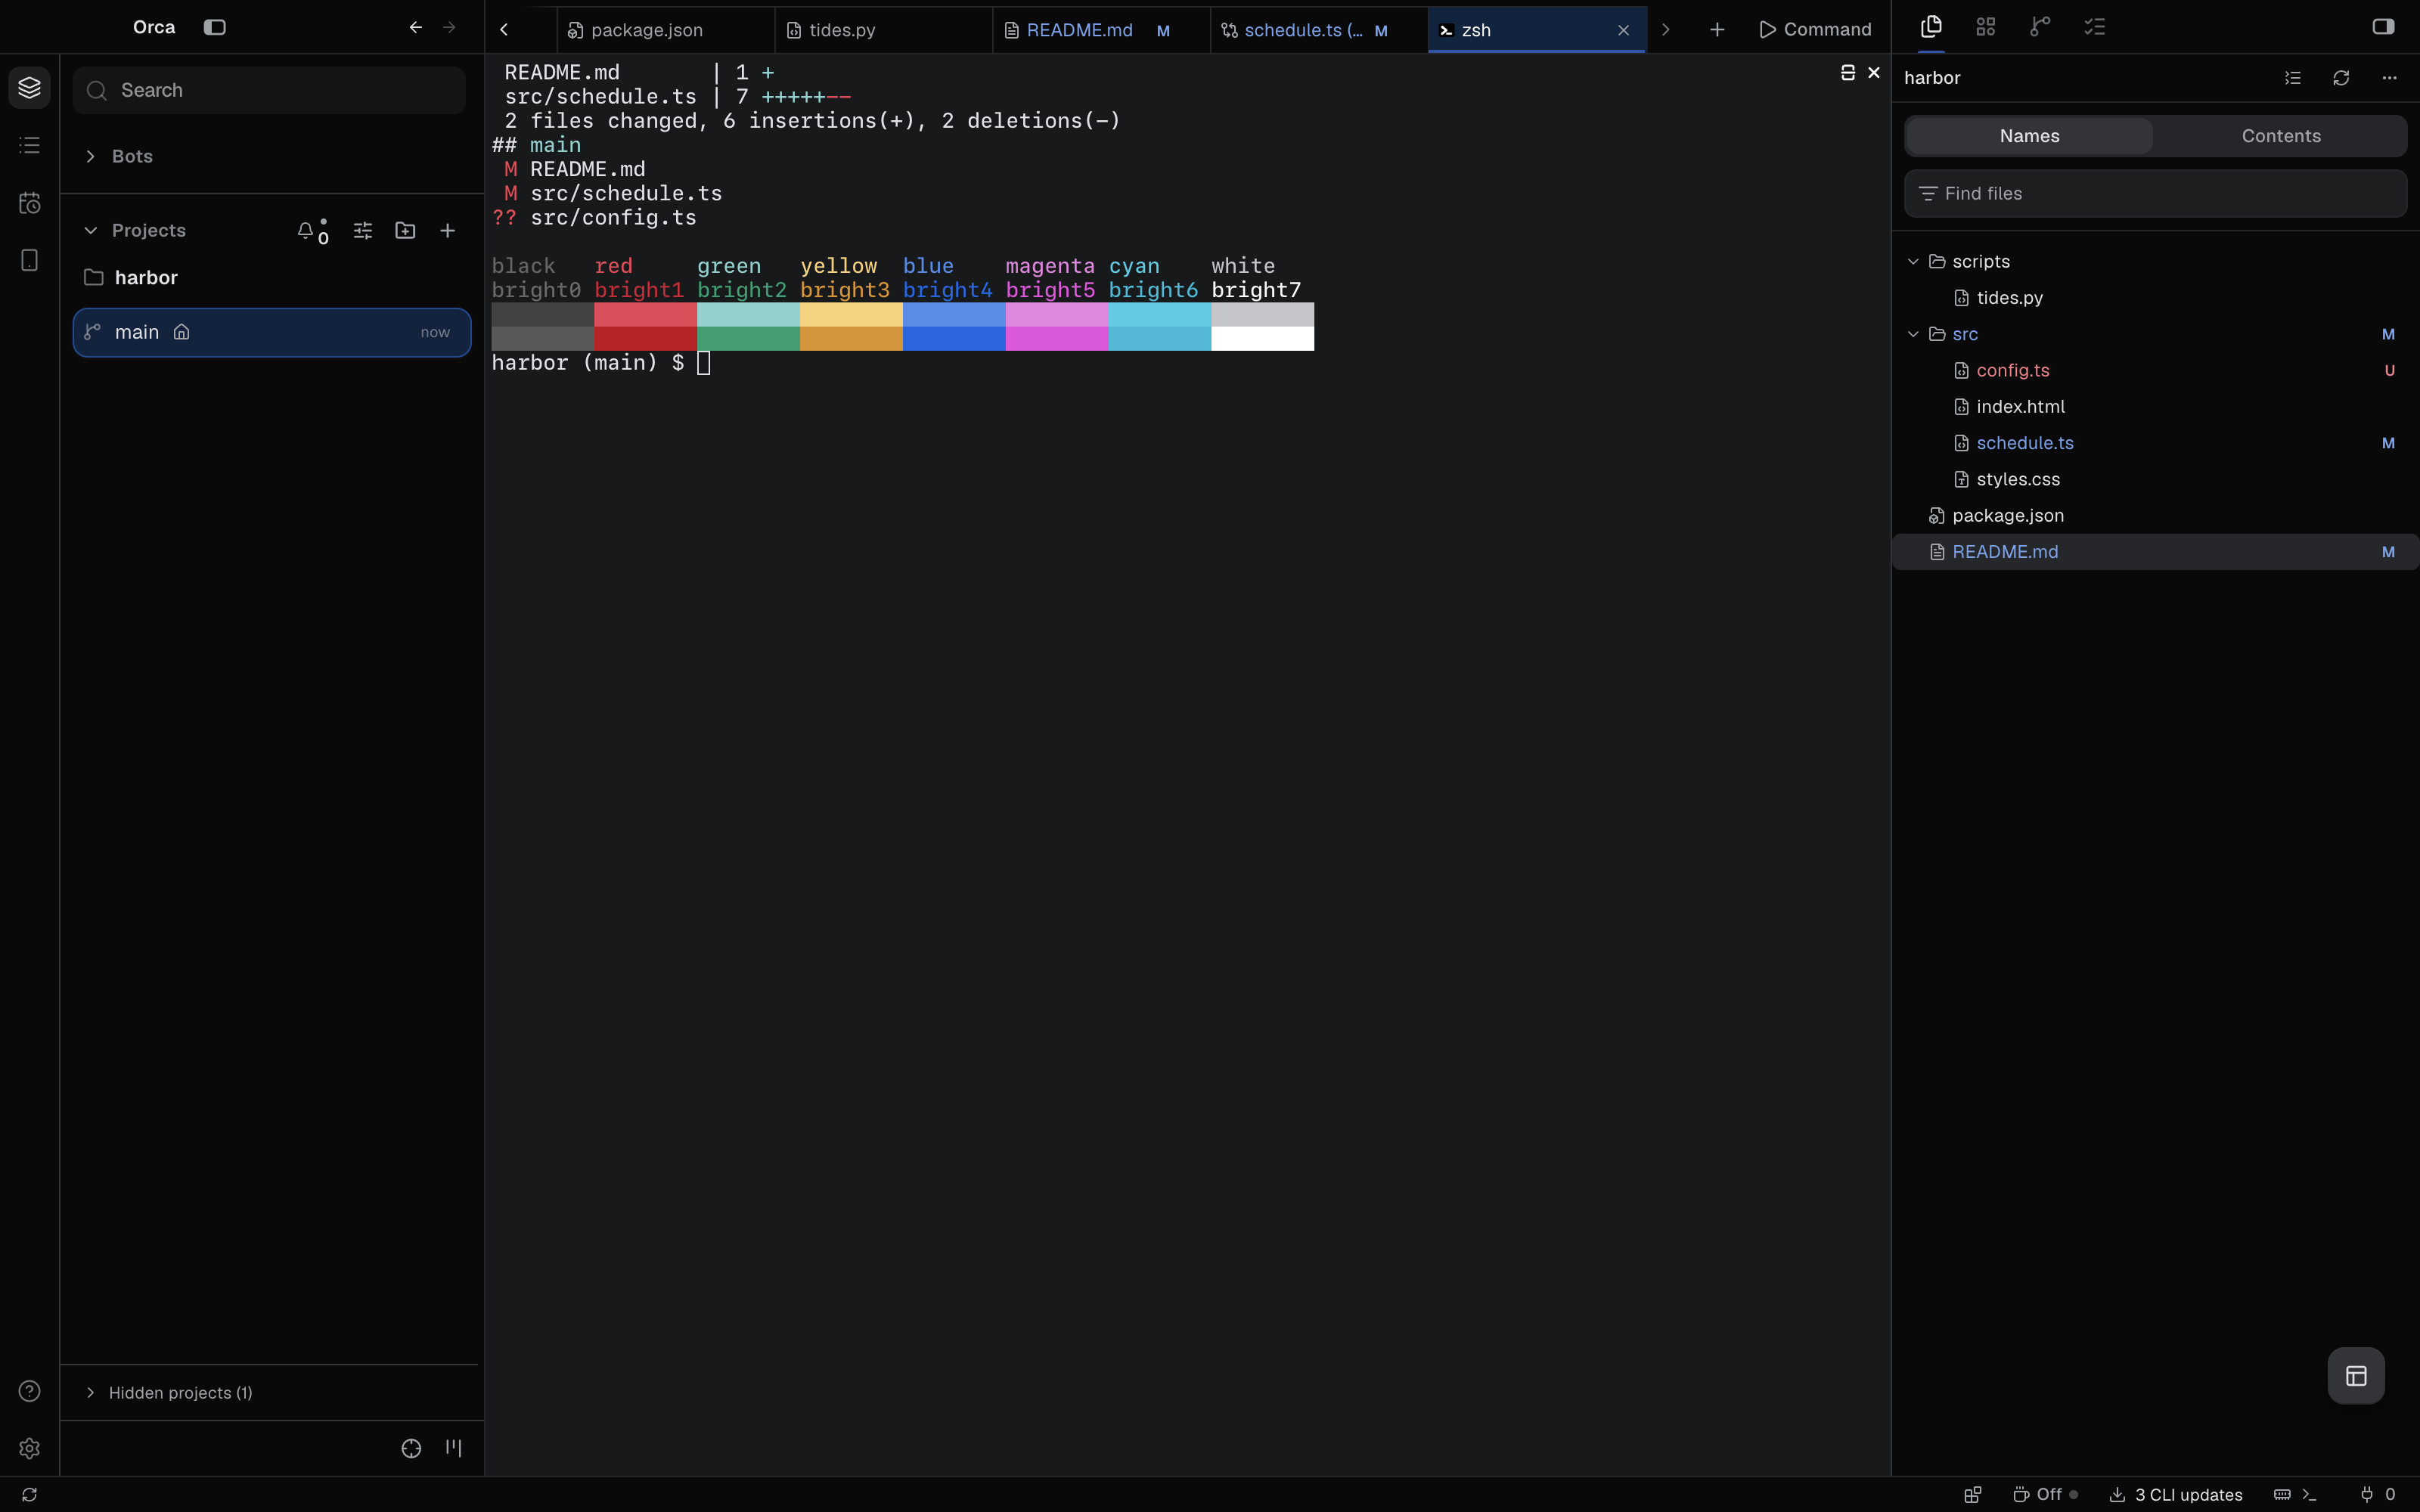 Orca
Search
Bots
Projects
0
harbor
main
now
Hidden projects (1)
package.json
tides.py
README.md M
schedule.ts (... M
zsh
Command
README.md | 1 +
src/schedule.ts | 7 +++++--
2 files changed, 6 insertions(+), 2 deletions(-)
## main
M README.md
M src/schedule.ts
?? src/config.ts
black red green yellow blue magenta cyan white
bright0 bright1 bright2 bright3 bright4 bright5 bright6 bright7
harbor (main) $
harbor
Names
Contents
Find files
scripts
tides.py
src M
config.ts U
index.html
schedule.ts M
styles.css
package.json
README.md M
Off
3 CLI updates
0